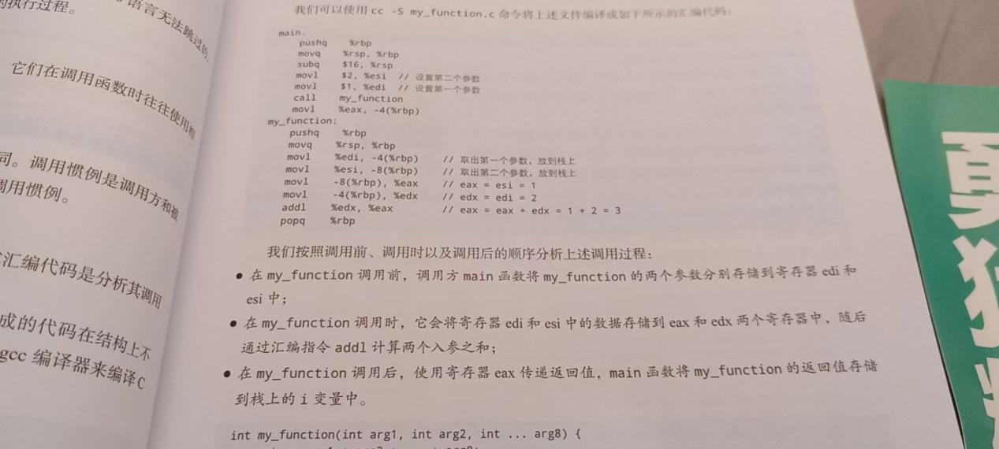 的执行过程。
语言无法跳过的。
它们在调用函数时往往使用相
同。调用惯例是调用方和被
调用惯例。
汇编代码是分析其调用
成的代码在结构上不
gcc 编译器来编译 C
我们可以使用 cc -S my_function.c 命令将上述文件编译成如下所示的汇编代码：
main:
pushq %rbp
movq %rsp, %rbp
subq $16, %rsp
movl $2, %esi // 设置第二个参数
movl $1, %edi // 设置第一个参数
call my_function
movl %eax, -4(%rbp)
my_function:
pushq %rbp
movq %rsp, %rbp
movl %edi, -4(%rbp) // 取出第一个参数，放到栈上
movl %esi, -8(%rbp) // 取出第二个参数，放到栈上
movl -8(%rbp), %eax // eax = esi = 1
movl -4(%rbp), %edx // edx = edi = 2
addl %edx, %eax // eax = eax + edx = 1 + 2 = 3
popq %rbp
我们按照调用前、调用时以及调用后的顺序分析上述调用过程：
● 在 my_function 调用前，调用方 main 函数将 my_function 的两个参数分别存储到寄存器 edi 和
esi 中；
● 在 my_function 调用时，它会将寄存器 edi 和 esi 中的数据存储到 eax 和 edx 两个寄存器中，随后
通过汇编指令 addl 计算两个入参之和；
● 在 my_function 调用后，使用寄存器 eax 传递返回值，main 函数将 my_function 的返回值存储
到栈上的 i 变量中。
int my_function(int arg1, int arg2, int ... arg8) {